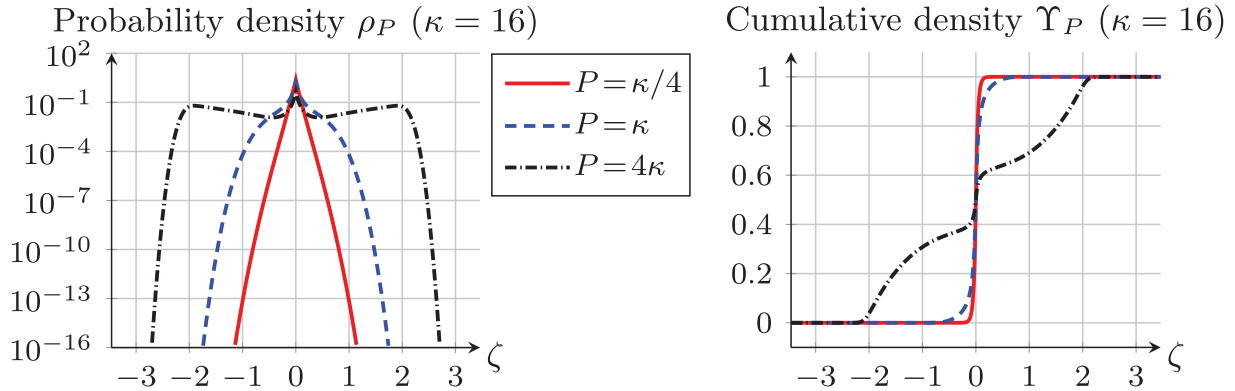 Probability density ρ_P (κ = 16)
10²
10⁻¹
10⁻⁴
10⁻⁷
10⁻¹⁰
10⁻¹³
10⁻¹⁶
−3 −2 −1 0 1 2 3 ζ
P = κ/4
P = κ
P = 4κ
Cumulative density ϒ_P (κ = 16)
1
0.8
0.6
0.4
0.2
0
−3 −2 −1 0 1 2 3 ζ